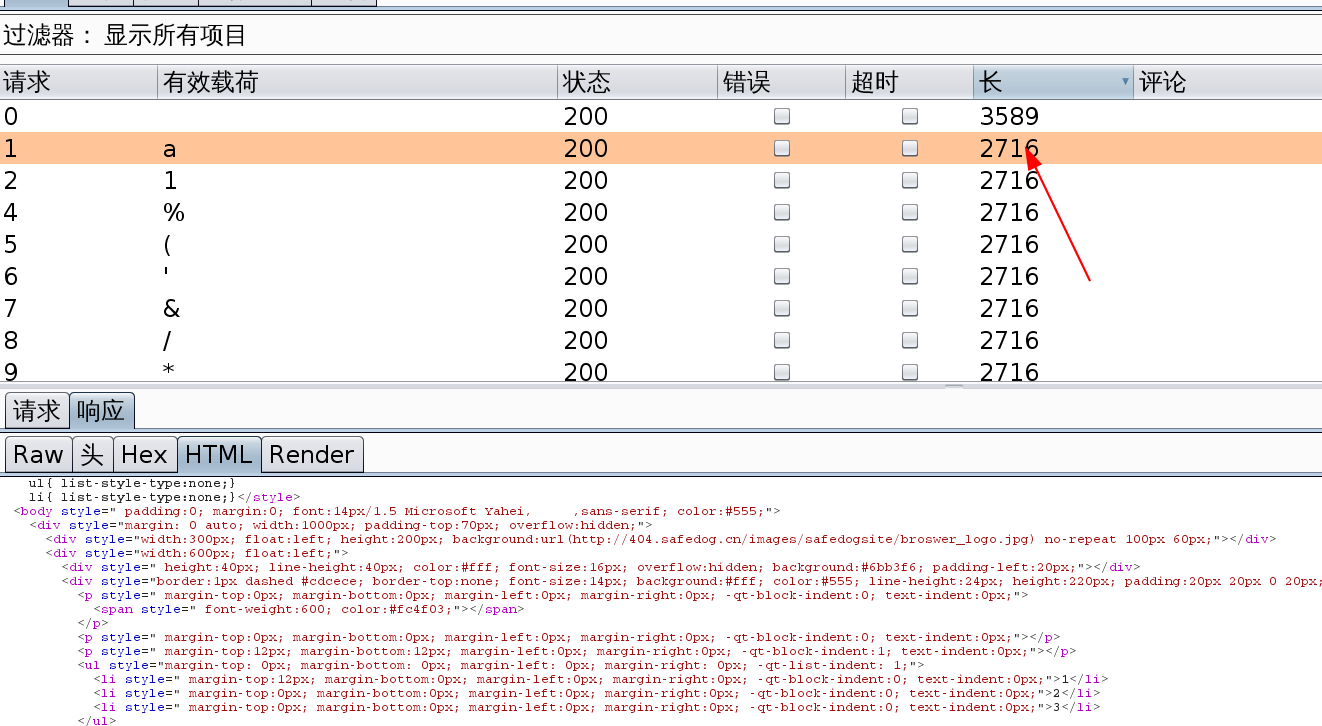 过滤器： 显示所有项目
请求 有效载荷 状态 错误 超时 长 评论
0 200 3589
1 a 200 2716
2 1 200 2716
4 % 200 2716
5 ( 200 2716
6 ' 200 2716
7 & 200 2716
8 / 200 2716
9 * 200 2716
请求 响应
Raw 头 Hex HTML Render
ul{ list-style-type:none;}
li{ list-style-type:none;}</style>
<body style=" padding:0; margin:0; font:14px/1.5 Microsoft Yahei, ,sans-serif; color:#555;">
<div style="margin: 0 auto; width:1000px; padding-top:70px; overflow:hidden;">
<div style="width:300px; float:left; height:200px; background:url(http://404.safedog.cn/images/safedogsite/broswer_logo.jpg) no-repeat 100px 60px;"></div>
<div style="width:600px; float:left;">
<div style=" height:40px; line-height:40px; color:#fff; font-size:16px; overflow:hidden; background:#6bb3f6; padding-left:20px;"></div>
<div style="border:1px dashed #cdcece; border-top:none; font-size:14px; background:#fff; color:#555; line-height:24px; height:220px; padding:20px 20px 0 20px;
<p style=" margin-top:0px; margin-bottom:0px; margin-left:0px; margin-right:0px; -qt-block-indent:0; text-indent:0px;">
<span style=" font-weight:600; color:#fc4f03;"></span>
</p>
<p style=" margin-top:0px; margin-bottom:0px; margin-left:0px; margin-right:0px; -qt-block-indent:0; text-indent:0px;"></p>
<p style=" margin-top:12px; margin-bottom:12px; margin-left:0px; margin-right:0px; -qt-block-indent:1; text-indent:0px;"></p>
<ul style="margin-top: 0px; margin-bottom: 0px; margin-left: 0px; margin-right: 0px; -qt-list-indent: 1;">
<li style=" margin-top:12px; margin-bottom:0px; margin-left:0px; margin-right:0px; -qt-block-indent:0; text-indent:0px;">1</li>
<li style=" margin-top:0px; margin-bottom:0px; margin-left:0px; margin-right:0px; -qt-block-indent:0; text-indent:0px;">2</li>
<li style=" margin-top:0px; margin-bottom:0px; margin-left:0px; margin-right:0px; -qt-block-indent:0; text-indent:0px;">3</li>
</ul>